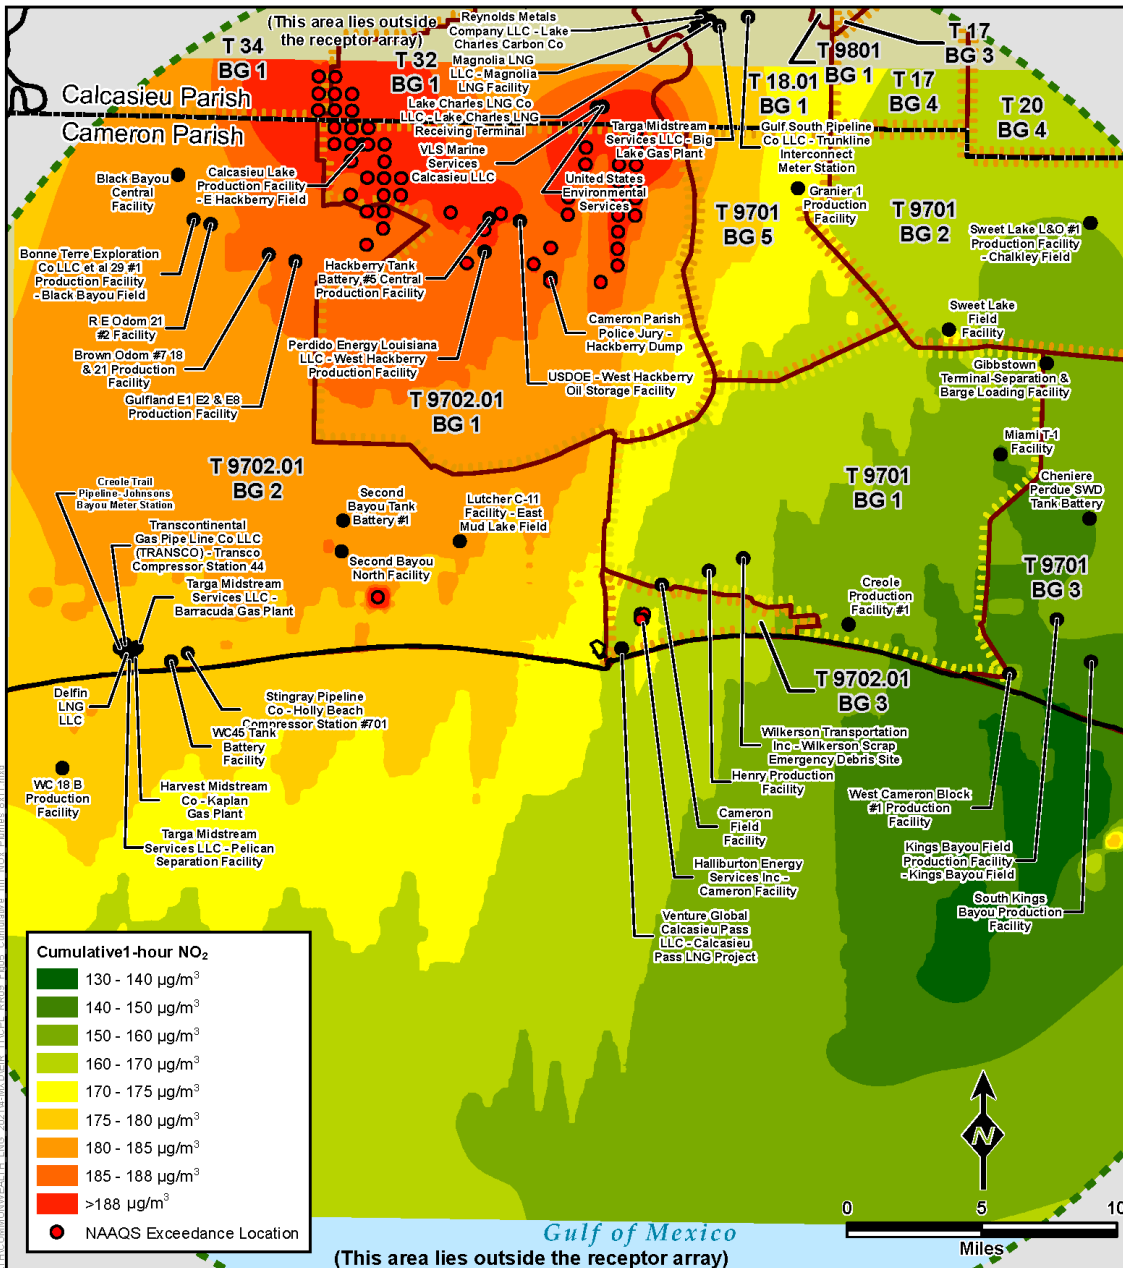 (This area lies outside
the receptor array)
T 34
BG 1
T 32
BG 1
Reynolds Metals
Company LLC - Lake
Charles Carbon Co
Magnolia LNG
LLC - Magnolia
LNG Facility
Lake Charles LNG Co
LLC - Lake Charles LNG
Receiving Terminal
VLS Marine
Services
Calcasieu LLC
T 9801
BG 1
T 17
BG 3
T 18.01
BG 1
T 17
BG 4
T 20
BG 4
Calcasieu Parish
Cameron Parish
Targa Midstream
Services LLC - Big
Lake Gas Plant
Gulf South Pipeline
Co LLC - Trunkline
Interconnect
Meter Station
Black Bayou
Central
Facility
Calcasieu Lake
Production Facility
- E Hackberry Field
United States
Environmental
Services
Granier 1
Production
Facility
T 9701
BG 5
T 9701
BG 2
Sweet Lake L&O #1
Production Facility
- Chalkley Field
Bonne Terre Exploration
Co LLC et al 29 #1
Production Facility
- Black Bayou Field
Hackberry Tank
Battery #5 Central
Production Facility
R E Odom 21
#2 Facility
Cameron Parish
Police Jury -
Hackberry Dump
Sweet Lake
Field
Facility
Brown Odom #7 18
& 21 Production
Facility
Perdido Energy Louisiana
LLC - West Hackberry
Production Facility
USDOE - West Hackberry
Oil Storage Facility
Gibbstown
Terminal-Separation &
Barge Loading Facility
Gulfland E1 E2 & E8
Production Facility
T 9702.01
BG 1
Miami T-1
Facility
T 9702.01
BG 2
T 9701
BG 1
Cheniere
Perdue SWD
Tank Battery
Creole Trail
Pipeline-Johnsons
Bayou Meter Station
Second
Bayou Tank
Battery #1
Lutcher C-11
Facility - East
Mud Lake Field
Transcontinental
Gas Pipe Line Co LLC
(TRANSCO) - Transco
Compressor Station 44
Second Bayou
North Facility
T 9701
BG 3
Targa Midstream
Services LLC -
Barracuda Gas Plant
Creole
Production
Facility #1
Delfin
LNG
LLC
Stingray Pipeline
Co - Holly Beach
Compressor Station #701
T 9702.01
BG 3
WC45 Tank
Battery
Facility
Wilkerson Transportation
Inc - Wilkerson Scrap
Emergency Debris Site
WC 18 B
Production
Facility
Harvest Midstream
Co - Kaplan
Gas Plant
Henry Production
Facility
West Cameron Block
#1 Production
Facility
Targa Midstream
Services LLC - Pelican
Separation Facility
Cameron
Field
Facility
Kings Bayou Field
Production Facility
- Kings Bayou Field
Halliburton Energy
Services Inc -
Cameron Facility
South Kings
Bayou Production
Facility
Venture Global
Calcasieu Pass
LLC - Calcasieu
Pass LNG Project
Cumulative1-hour NO₂
130 - 140 µg/m³
140 - 150 µg/m³
150 - 160 µg/m³
160 - 170 µg/m³
170 - 175 µg/m³
175 - 180 µg/m³
180 - 185 µg/m³
185 - 188 µg/m³
>188 µg/m³
NAAQS Exceedance Location
N
0 5 10
Miles
Gulf of Mexico
(This area lies outside the receptor array)